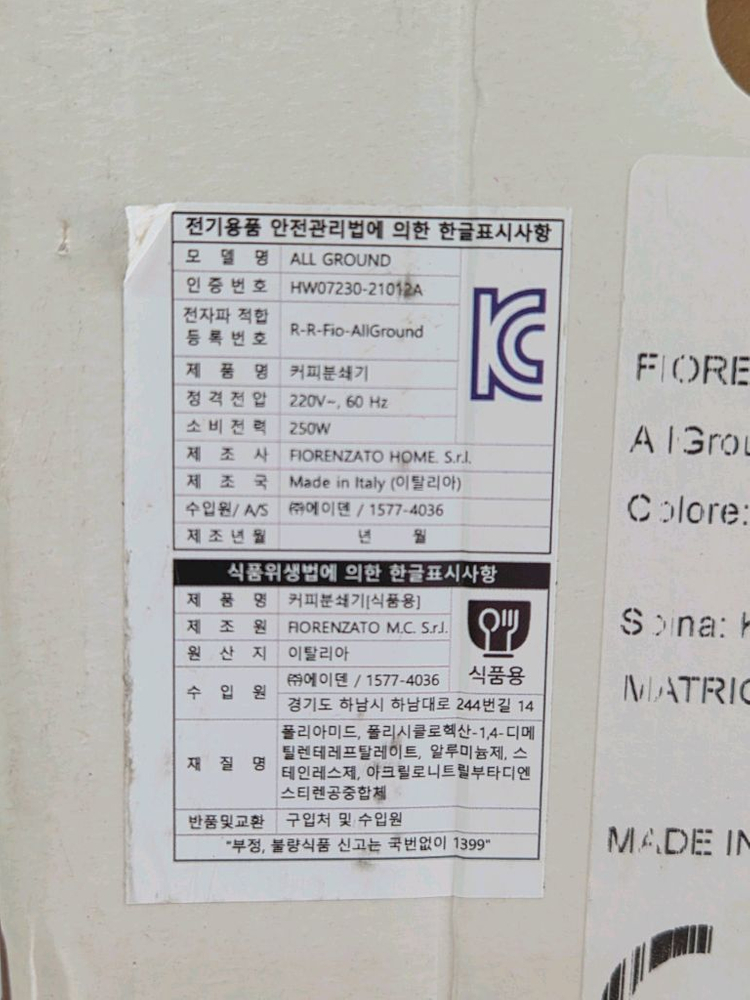 전기용품 안전관리법에 의한 한글표시사항
모 델 명 ALL GROUND
인 증 번 호 HW07230-21012A
전자파 적합
등 록 번 호 R-R-Fio-AllGround
제 품 명 커피분쇄기
정 격 전 압 220V~, 60 Hz
소 비 전 력 250W
제 조 사 FIORENZATO HOME. S.r.l.
제 조 국 Made in Italy (이탈리아)
수입원/ A/S ㈜에이덴 / 1577-4036
제 조 년 월 년 월
식품위생법에 의한 한글표시사항
제 품 명 커피분쇄기[식품용]
제 조 원 FIORENZATO M.C. S.r.l.
원 산 지 이탈리아
식품용
수 입 원 ㈜에이덴 / 1577-4036
경기도 하남시 하남대로 244번길 14
재 질 명 폴리아미드, 폴리시클로헥산-1,4-디메
틸렌테레프탈레이트, 알루미늄제, 스
테인레스제, 아크릴로니트릴부타디엔
스티렌공중합체
반품및교환 구입처 및 수입원
"부정, 불량식품 신고는 국번없이 1399"
FIORE
AllGrou
Colore:
Spina: K
MATRIC
MADE IN